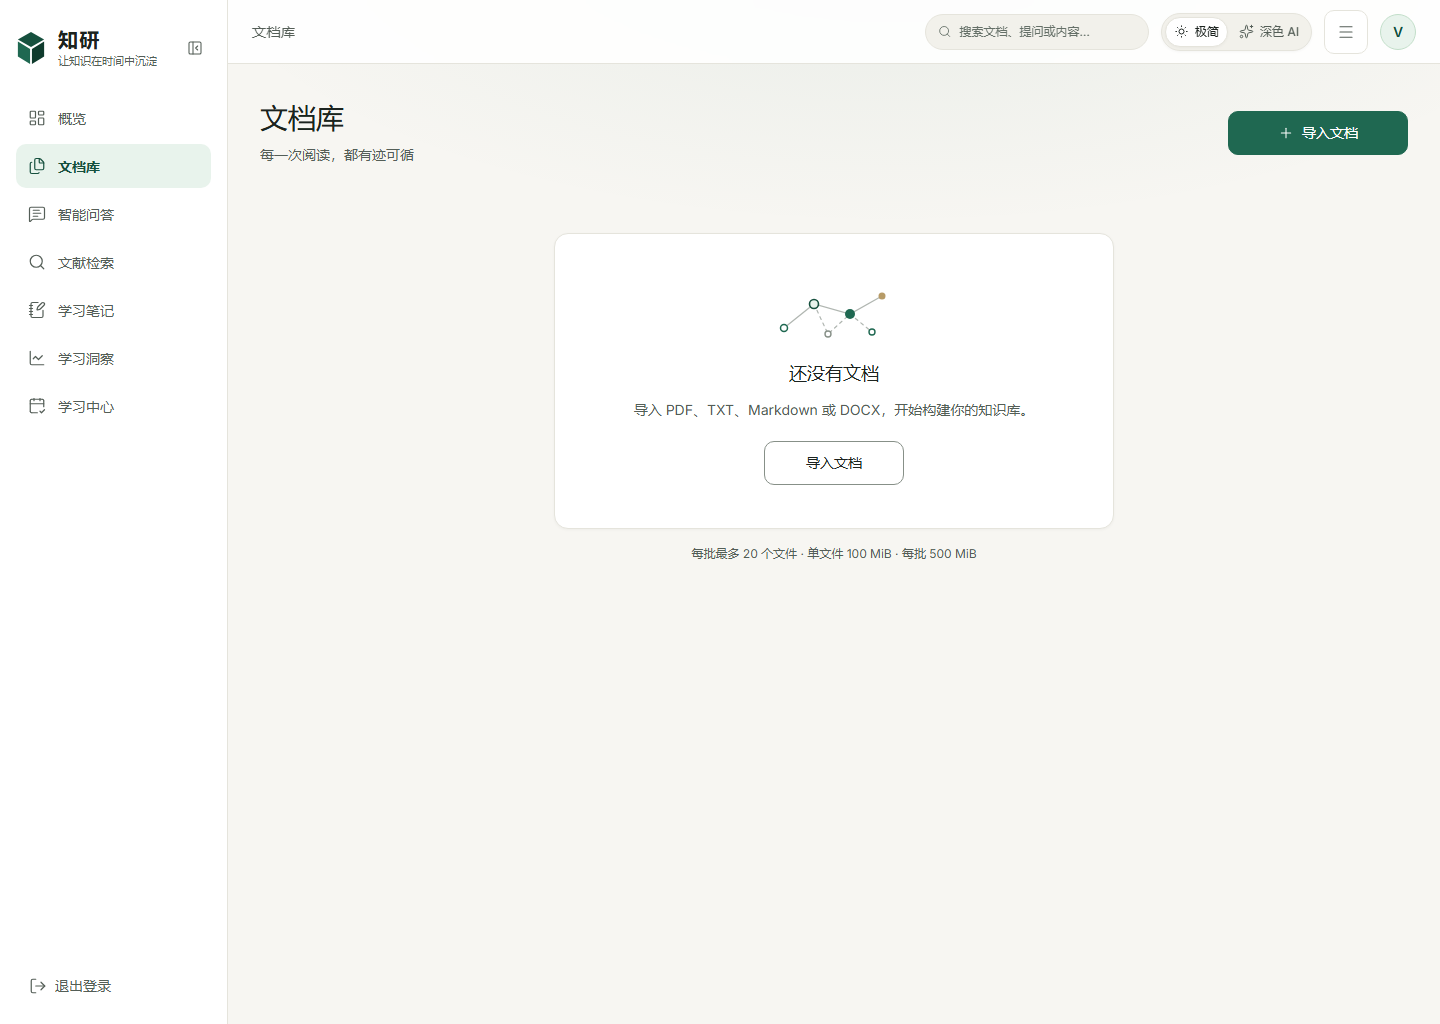 知研
让知识在时间中沉淀
概览
文档库
智能问答
文献检索
学习笔记
学习洞察
学习中心
退出登录
文档库
搜索文档、提问或内容...
极简
深色 AI
V
文档库
每一次阅读，都有迹可循
导入文档
还没有文档
导入 PDF、TXT、Markdown 或 DOCX，开始构建你的知识库。
导入文档
每批最多 20 个文件 · 单文件 100 MiB · 每批 500 MiB